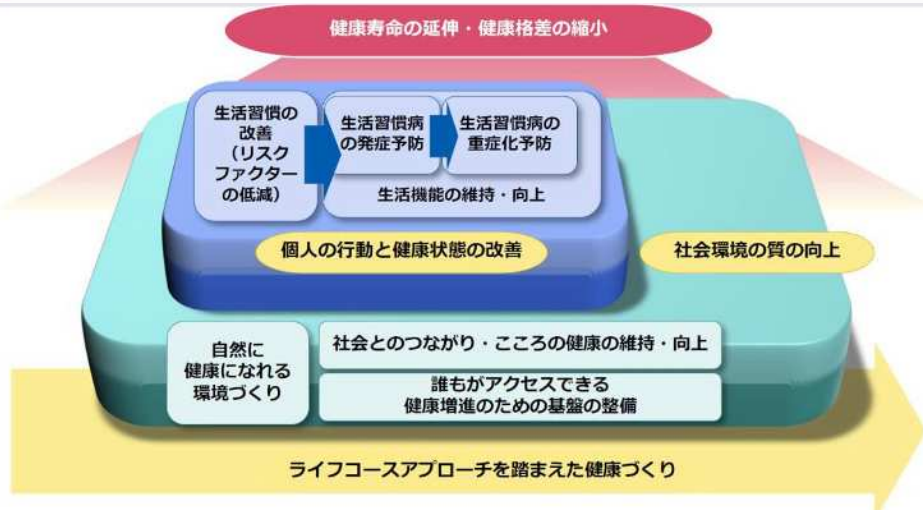 健康寿命の延伸・健康格差の縮小
生活習慣の
改善
（リスク
ファクター
の低減）
生活習慣病
の発症予防
生活習慣病の
重症化予防
生活機能の維持・向上
個人の行動と健康状態の改善
社会環境の質の向上
自然に
健康になれる
環境づくり
社会とのつながり・こころの健康の維持・向上
誰もがアクセスできる
健康増進のための基盤の整備
ライフコースアプローチを踏まえた健康づくり